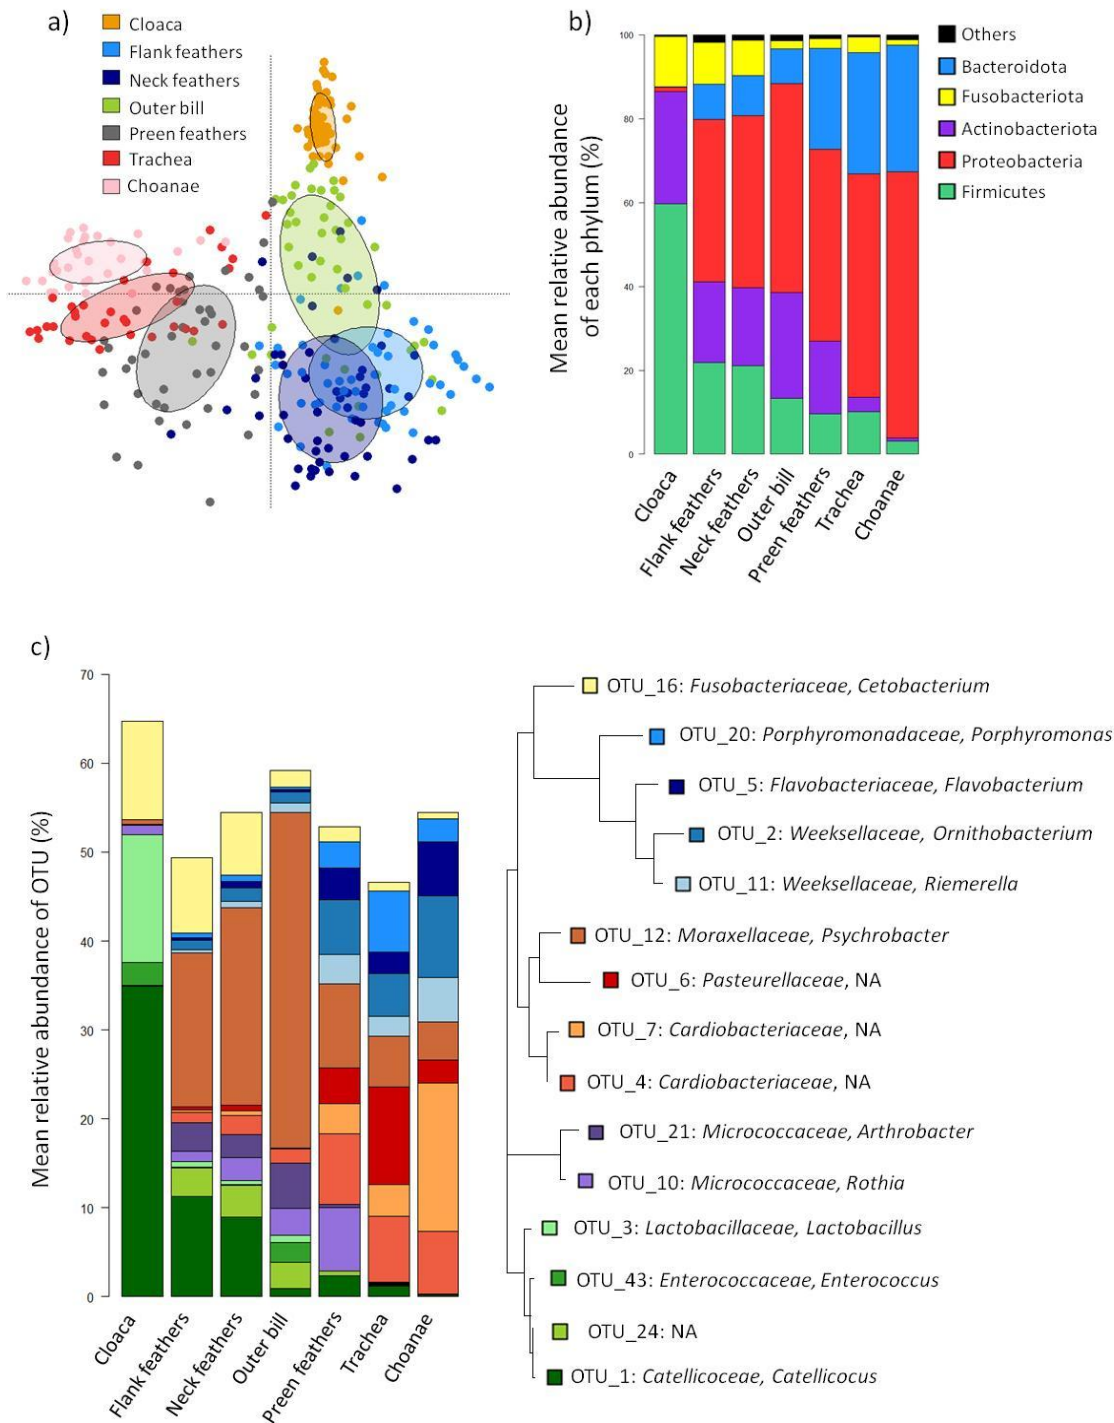 a)
Cloaca
Flank feathers
Neck feathers
Outer bill
Preen feathers
Trachea
Choanae
b)
Mean relative abundance
of each phylum (%)
100
80
60
40
20
0
Cloaca
Flank feathers
Neck feathers
Outer bill
Preen feathers
Trachea
Choanae
Others
Bacteroidota
Fusobacteriota
Actinobacteriota
Proteobacteria
Firmicutes
c)
Mean relative abundance of OTU (%)
70
60
50
40
30
20
10
0
Cloaca
Flank feathers
Neck feathers
Outer bill
Preen feathers
Trachea
Choanae
OTU_16: Fusobacteriaceae, Cetobacterium
OTU_20: Porphyromonadaceae, Porphyromonas
OTU_5: Flavobacteriaceae, Flavobacterium
OTU_2: Weeksellaceae, Ornithobacterium
OTU_11: Weeksellaceae, Riemerella
OTU_12: Moraxellaceae, Psychrobacter
OTU_6: Pasteurellaceae, NA
OTU_7: Cardiobacteriaceae, NA
OTU_4: Cardiobacteriaceae, NA
OTU_21: Micrococcaceae, Arthrobacter
OTU_10: Micrococcaceae, Rothia
OTU_3: Lactobacillaceae, Lactobacillus
OTU_43: Enterococcaceae, Enterococcus
OTU_24: NA
OTU_1: Catellicoceae, Catellicocus